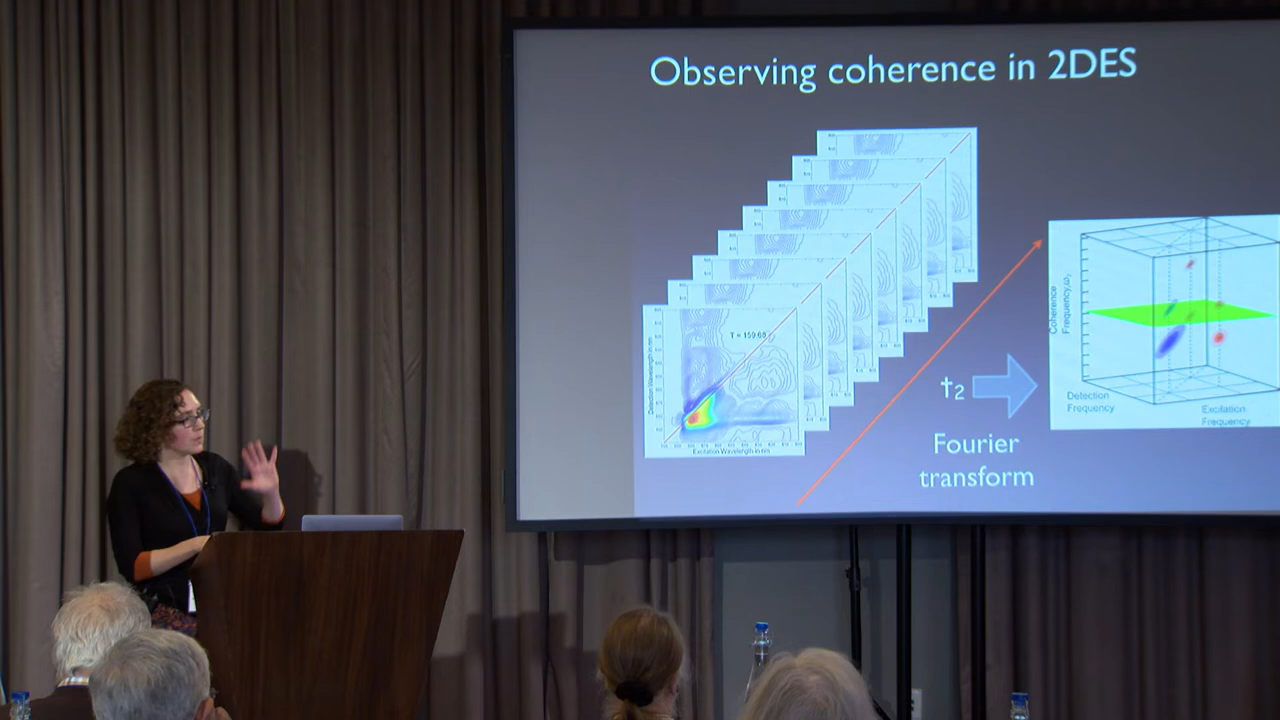 Observing coherence in 2DES
T = 159.68
Detection Wavelength in nm
Excitation Wavelength in nm
t₂
Fourier
transform
Coherence
Frequency,ω₂
Detection
Frequency
Excitation
Frequency